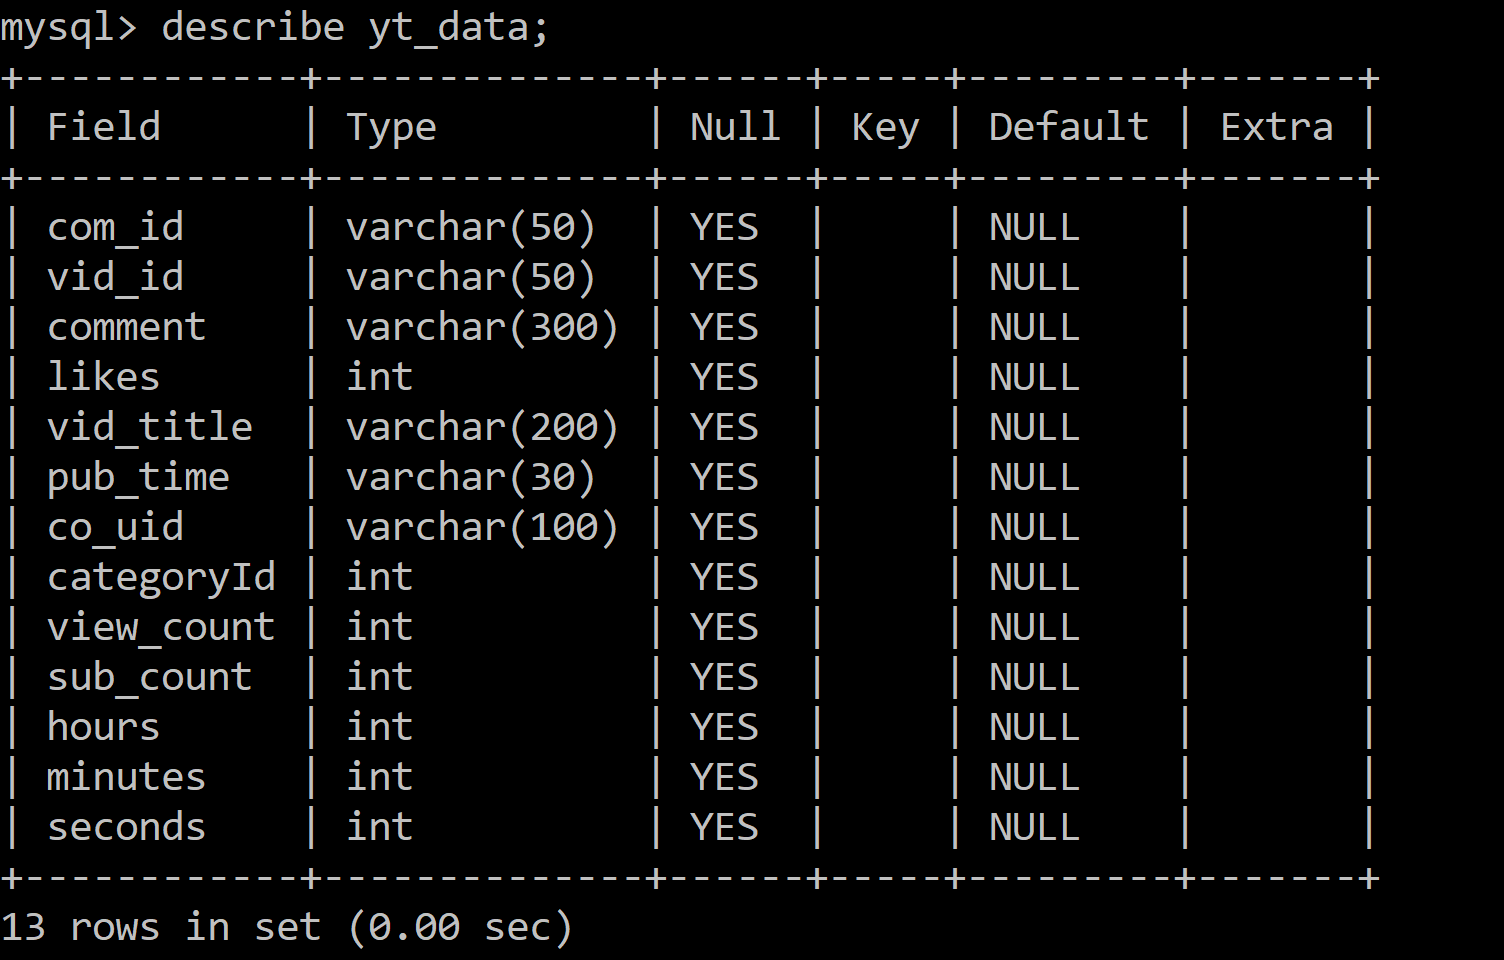 mysql> describe yt_data;
+------------+--------------+------+-----+---------+-------+
| Field      | Type         | Null | Key | Default | Extra |
+------------+--------------+------+-----+---------+-------+
| com_id     | varchar(50)  | YES  |     | NULL    |       |
| vid_id     | varchar(50)  | YES  |     | NULL    |       |
| comment    | varchar(300) | YES  |     | NULL    |       |
| likes      | int          | YES  |     | NULL    |       |
| vid_title  | varchar(200) | YES  |     | NULL    |       |
| pub_time   | varchar(30)  | YES  |     | NULL    |       |
| co_uid     | varchar(100) | YES  |     | NULL    |       |
| categoryId | int          | YES  |     | NULL    |       |
| view_count | int          | YES  |     | NULL    |       |
| sub_count  | int          | YES  |     | NULL    |       |
| hours      | int          | YES  |     | NULL    |       |
| minutes    | int          | YES  |     | NULL    |       |
| seconds    | int          | YES  |     | NULL    |       |
+------------+--------------+------+-----+---------+-------+
13 rows in set (0.00 sec)